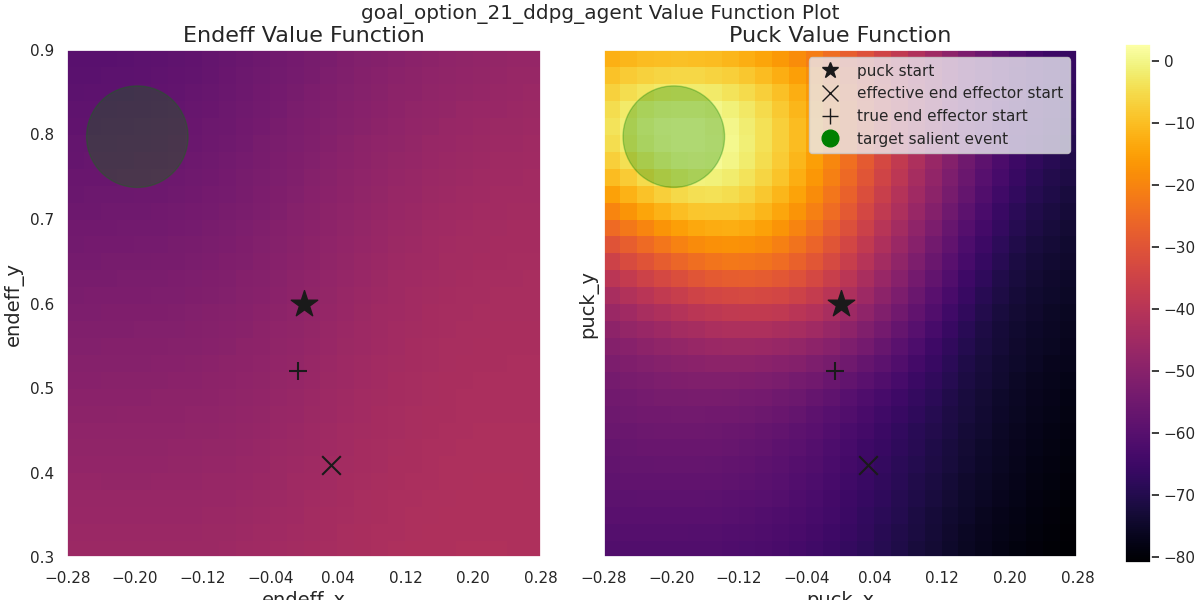 goal_option_21_ddpg_agent Value Function Plot
Endeff Value Function
Puck Value Function
0.9
0.8
0.7
0.6
0.5
0.4
0.3
endeff_y
−0.28 −0.20 −0.12 −0.04 0.04 0.12 0.20 0.28
endeff_x
puck start
effective end effector start
true end effector start
target salient event
puck_y
−0.28 −0.20 −0.12 −0.04 0.04 0.12 0.20 0.28
puck_x
0
−10
−20
−30
−40
−50
−60
−70
−80